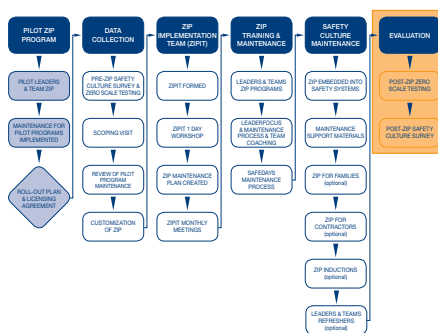 PILOT ZIP
PROGRAM
PILOT LEADERS
& TEAM ZIP
MAINTENANCE FOR
PILOT PROGRAMS
IMPLEMENTED
ROLL-OUT PLAN
& LICENSING
AGREEMENT
DATA
COLLECTION
PRE-ZIP SAFETY
CULTURE SURVEY &
ZERO SCALE TESTING
SCOPING VISIT
REVIEW OF PILOT
PROGRAM
MAINTENANCE
CUSTOMIZATION
OF ZIP
ZIP
IMPLEMENTATION
TEAM (ZIPIT)
ZIPIT FORMED
ZIPIT 1 DAY
WORKSHOP
ZIP MAINTENANCE
PLAN CREATED
ZIPIT MONTHLY
MEETINGS
ZIP
TRAINING &
MAINTENANCE
LEADERS & TEAMS
ZIP PROGRAMS
LEADERFOCUS
& MAINTENANCE
PROCESS & TEAM
COACHING
SAFEDAYS
MAINTENANCE
PROCESS
SAFETY
CULTURE
MAINTENANCE
ZIP EMBEDDED INTO
SAFETY SYSTEMS
MAINTENANCE
SUPPORT MATERIALS
ZIP FOR FAMILIES
(optional)
ZIP FOR
CONTRACTORS
(optional)
ZIP INDUCTIONS
(optional)
LEADERS & TEAMS
REFRESHERS
(optional)
EVALUATION
POST-ZIP ZERO
SCALE TESTING
POST-ZIP SAFETY
CULTURE SURVEY